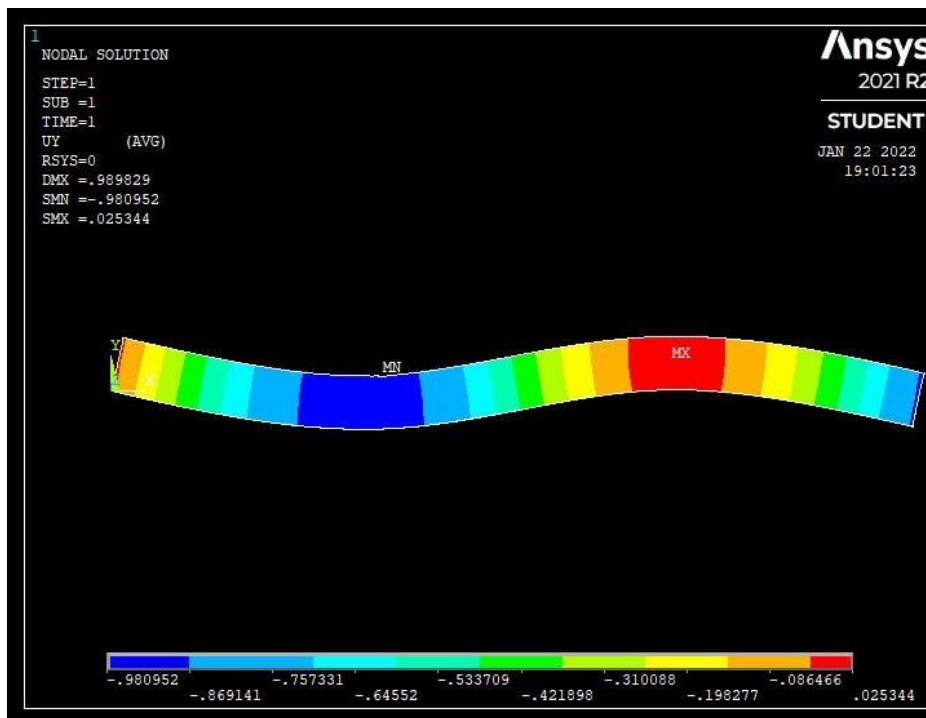 1
NODAL SOLUTION
STEP=1
SUB =1
TIME=1
UY (AVG)
RSYS=0
DMX =.989829
SMN =-.980952
SMX =.025344
Ansys
2021 R2
STUDENT
JAN 22 2022
19:01:23
Y
MN
MX
X
-.980952 -.757331 -.533709 -.310088 -.086466
-.869141 -.64552 -.421898 -.198277 .025344